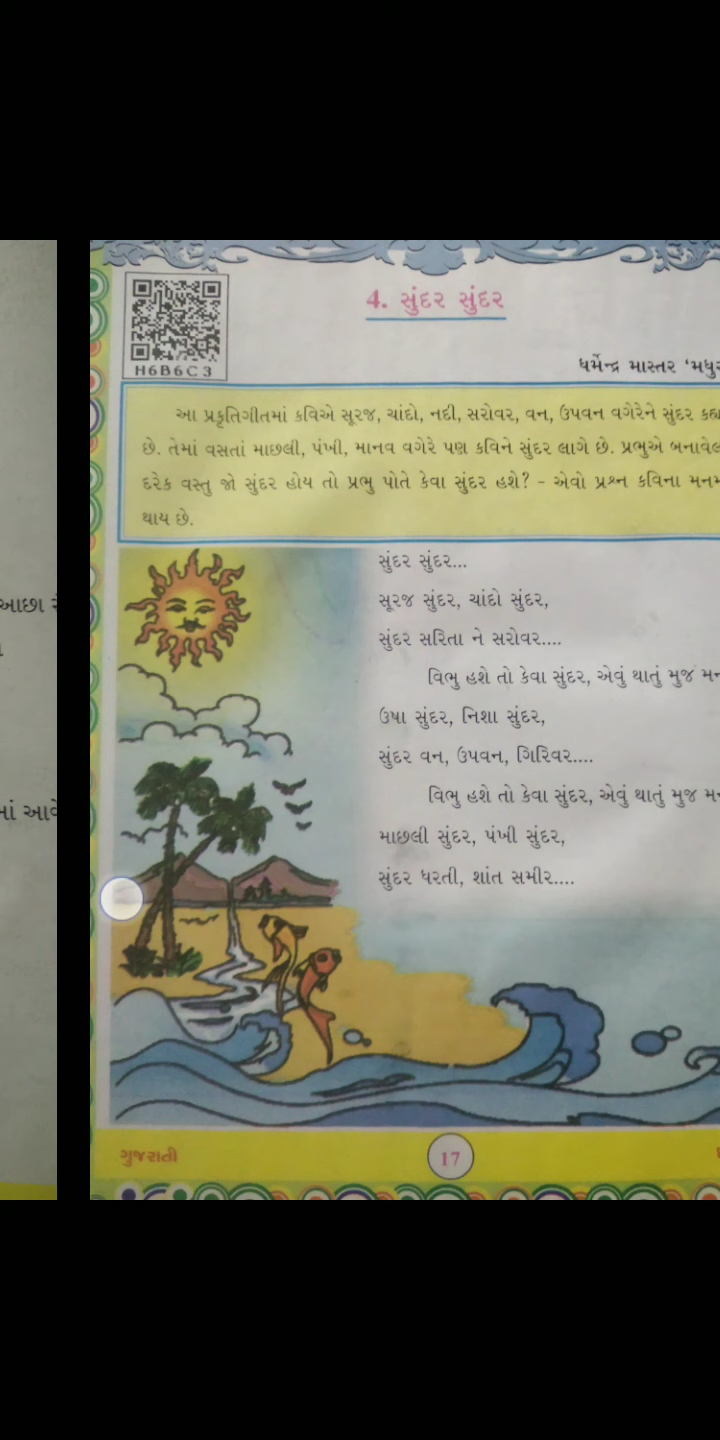 આછા
માં
4. સુંદર સુંદર
H6B6C3
ધર્મેન્દ્ર માસ્તર
આ પ્રકૃતિગીતમાં કવિએ સૂરજ, ચાંદો, નદી, સરોવર, વન, ઉપવન વગેરેને સુંદર
છે. તેમાં વસતાં માછલી, પંખી, માનવ વગેરે પણ કવિને સુંદર લાગે છે. પ્રભુએ
દરેક વસ્તુ જો સુંદર હોય તો પ્રભુ પોતે કેવા સુંદર હશે? - એવો પ્રશ્ન કવિના
થાય છે.
સુંદર સુંદર...
સૂરજ સુંદર, ચાંદો સુંદર,
સુંદર સરિતા ને સરોવર....
વિભુ હશે તો કેવા સુંદર, એવું થાતું મુજ
ઉષા સુંદર, નિશા સુંદર,
સુંદર વન, ઉપવન, ગિરિવર....
વિભુ હશે તો કેવા સુંદર, એવું થાતું મુજ
માછલી સુંદર, પંખી સુંદર,
સુંદર ધરતી, શાંત સમીર....
ગુજરાતી
17